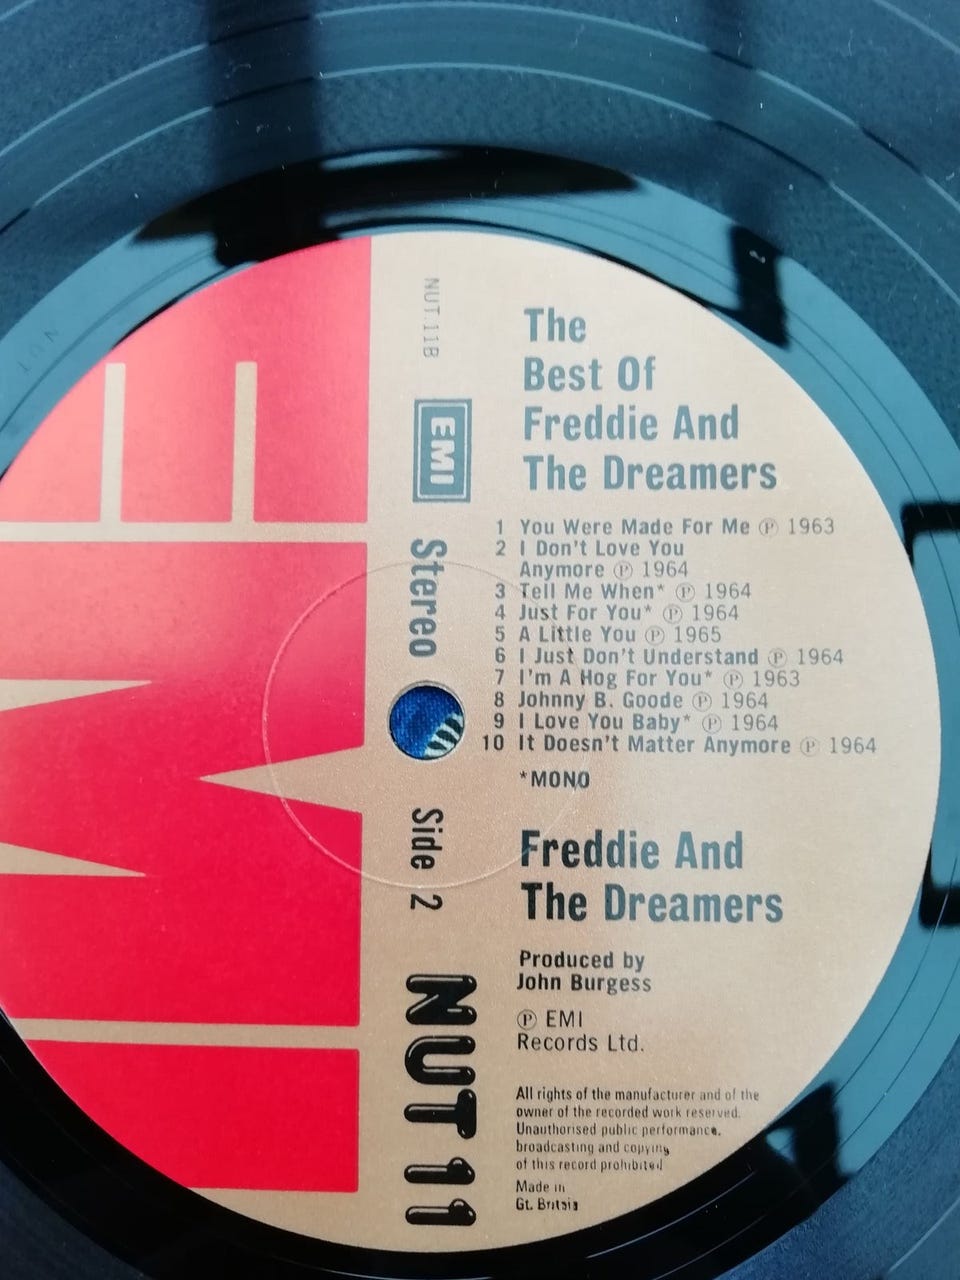 NUT.11B
EMI
Stereo
Side 2
NUT 11
The
Best Of
Freddie And
The Dreamers
1 You Were Made For Me ℗ 1963
2 I Don't Love You
Anymore ℗ 1964
3 Tell Me When* ℗ 1964
4 Just For You* ℗ 1964
5 A Little You ℗ 1965
6 I Just Don't Understand ℗ 1964
7 I'm A Hog For You* ℗ 1963
8 Johnny B. Goode ℗ 1964
9 I Love You Baby* ℗ 1964
10 It Doesn't Matter Anymore ℗ 1964
*MONO
Freddie And
The Dreamers
Produced by
John Burgess
℗ EMI
Records Ltd.
All rights of the manufacturer and of the
owner of the recorded work reserved.
Unauthorised public performance,
broadcasting and copying
of this record prohibited
Made in
Gt. Britain